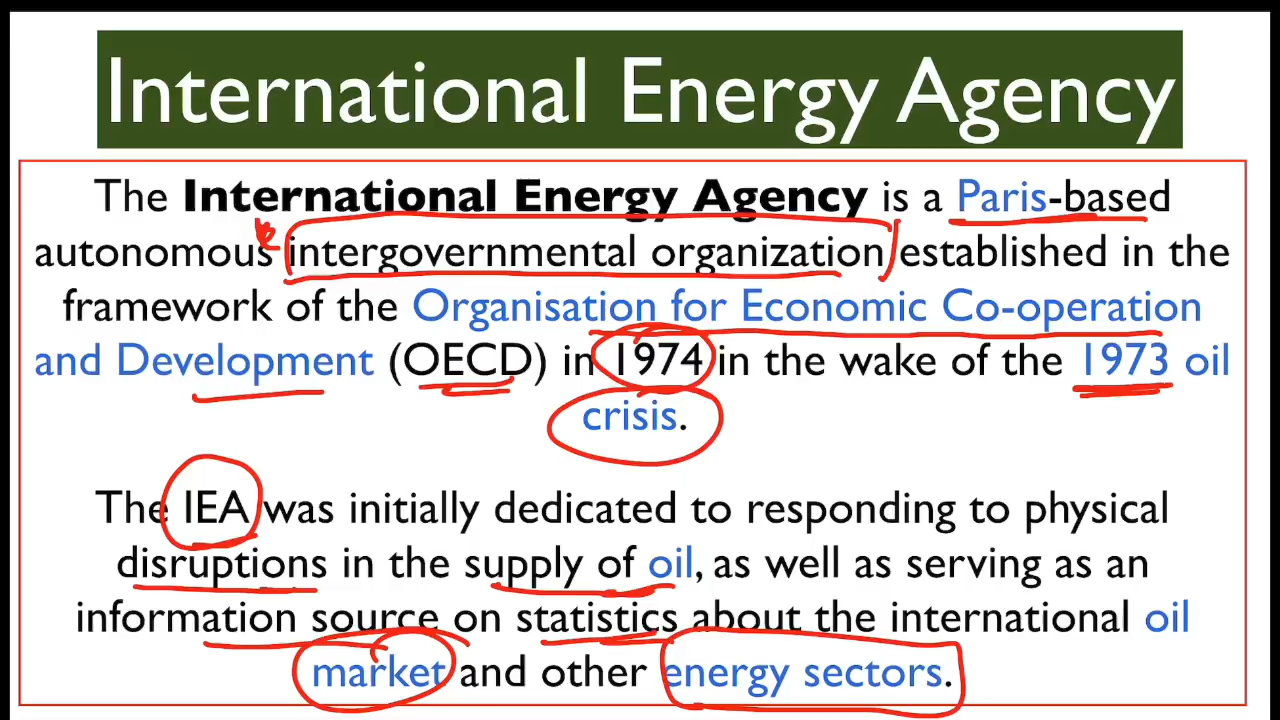 International Energy Agency
The International Energy Agency is a Paris-based
autonomous intergovernmental organization established in the
framework of the Organisation for Economic Co-operation
and Development (OECD) in 1974 in the wake of the 1973 oil
crisis.
The IEA was initially dedicated to responding to physical
disruptions in the supply of oil, as well as serving as an
information source on statistics about the international oil
market and other energy sectors.